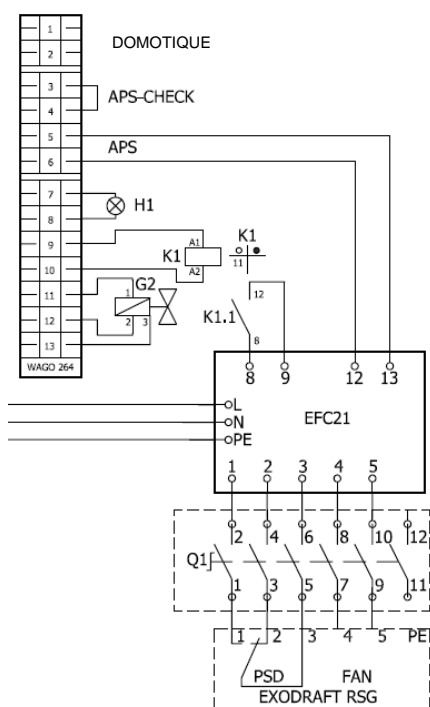 1
DOMOTIQUE
2
3
APS-CHECK
4
5
APS
6
7
H1
8
9
A1
K1
K1
11
10
A2
11
G2
1
12
12
K1.1
2 3
13
8
WAGO 264
8 9 12 13
L
EFC21
N
PE
1 2 3 4 5
2 4 6 8 10 12
Q1
1 3 5 7 9 11
1 2 3 4 5 PE
PSD FAN
EXODRAFT RSG